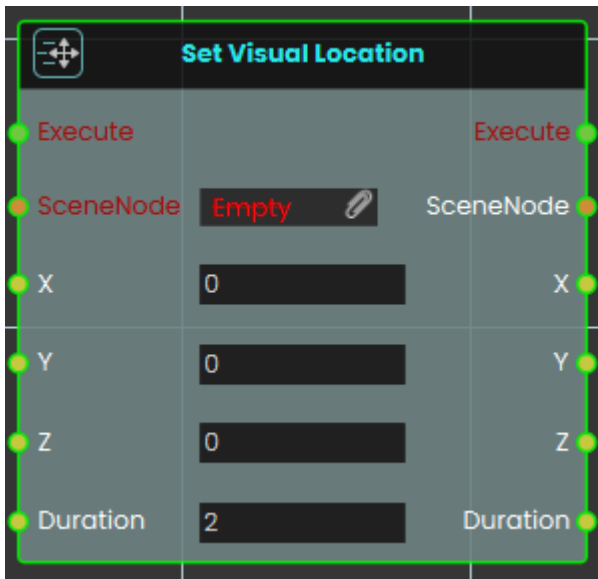 Set Visual Location
Execute Execute
SceneNode Empty SceneNode
X 0 X
Y 0 Y
Z 0 Z
Duration 2 Duration